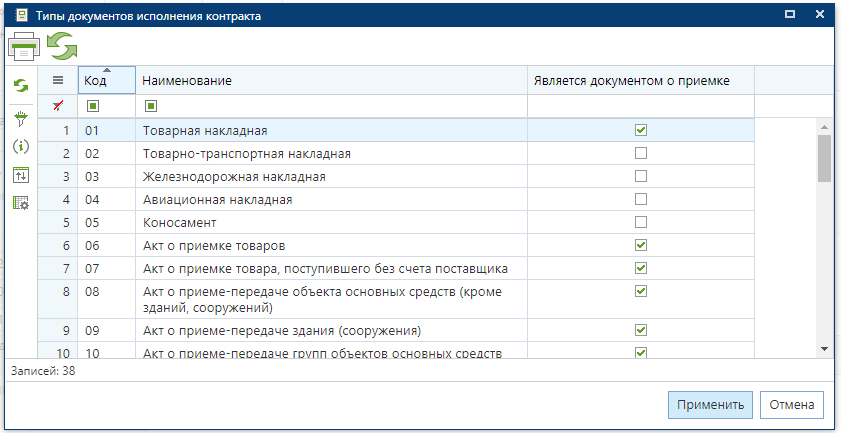 Типы документов исполнения контракта
Код Наименование Является документом о приемке
1 01 Товарная накладная
2 02 Товарно-транспортная накладная
3 03 Железнодорожная накладная
4 04 Авиационная накладная
5 05 Коносамент
6 06 Акт о приемке товаров
7 07 Акт о приемке товара, поступившего без счета поставщика
8 08 Акт о приеме-передаче объекта основных средств (кроме
зданий, сооружений)
9 09 Акт о приеме-передаче здания (сооружения)
10 10 Акт о приеме-передаче групп объектов основных средств
Записей: 38
Применить Отмена